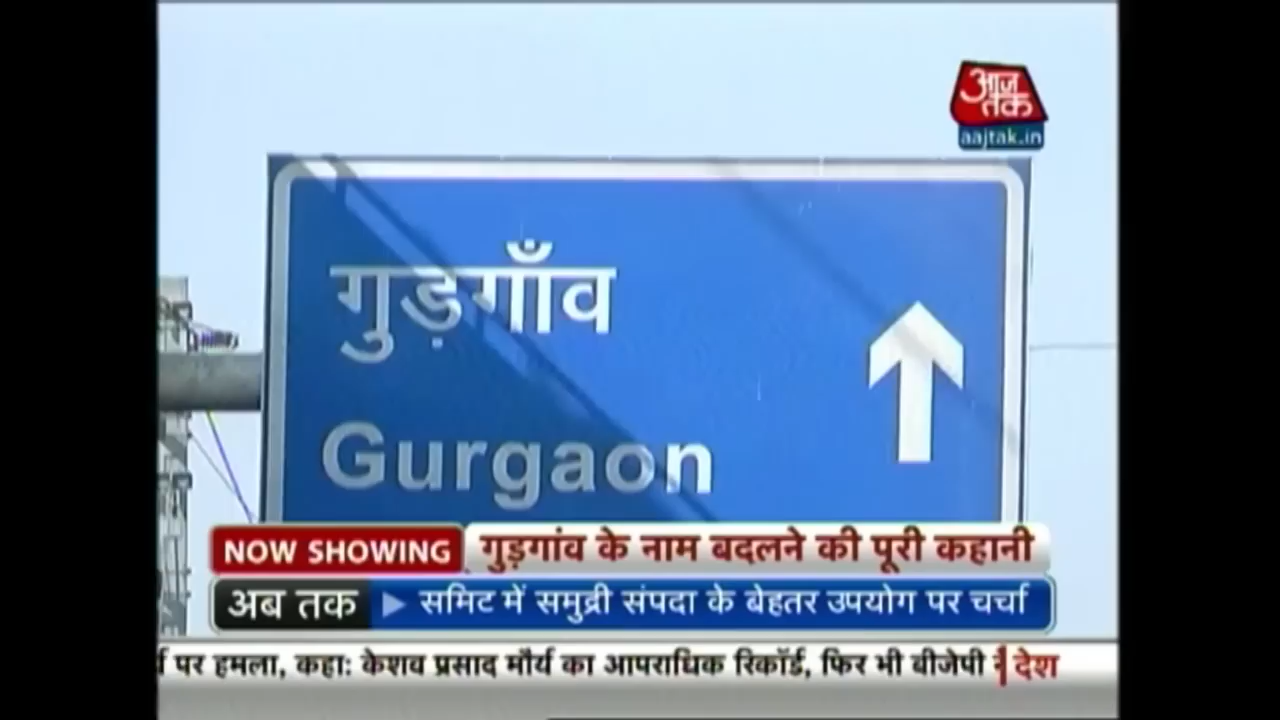 आज
तक
aajtak.in
गुड़गाँव
Gurgaon
NOW SHOWING गुड़गांव के नाम बदलने की पूरी कहानी
अब तक समिट में समुद्री संपदा के बेहतर उपयोग पर चर्चा
पर हमला, कहा: केशव प्रसाद मौर्य का आपराधिक रिकॉर्ड, फिर भी बीजेपी देश